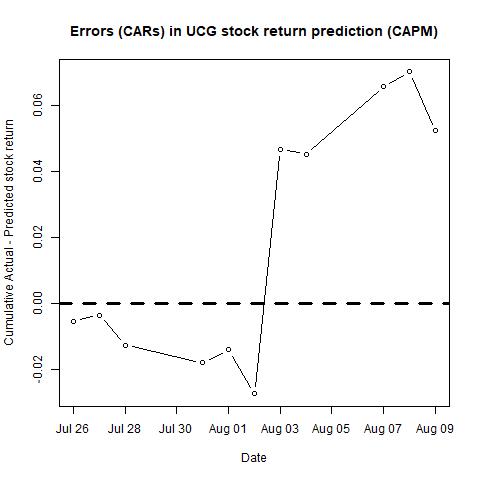 Errors (CARs) in UCG stock return prediction (CAPM)
Cumulative Actual - Predicted stock return
0.06
0.04
0.02
0.00
-0.02
Jul 26 Jul 28 Jul 30 Aug 01 Aug 03 Aug 05 Aug 07 Aug 09
Date